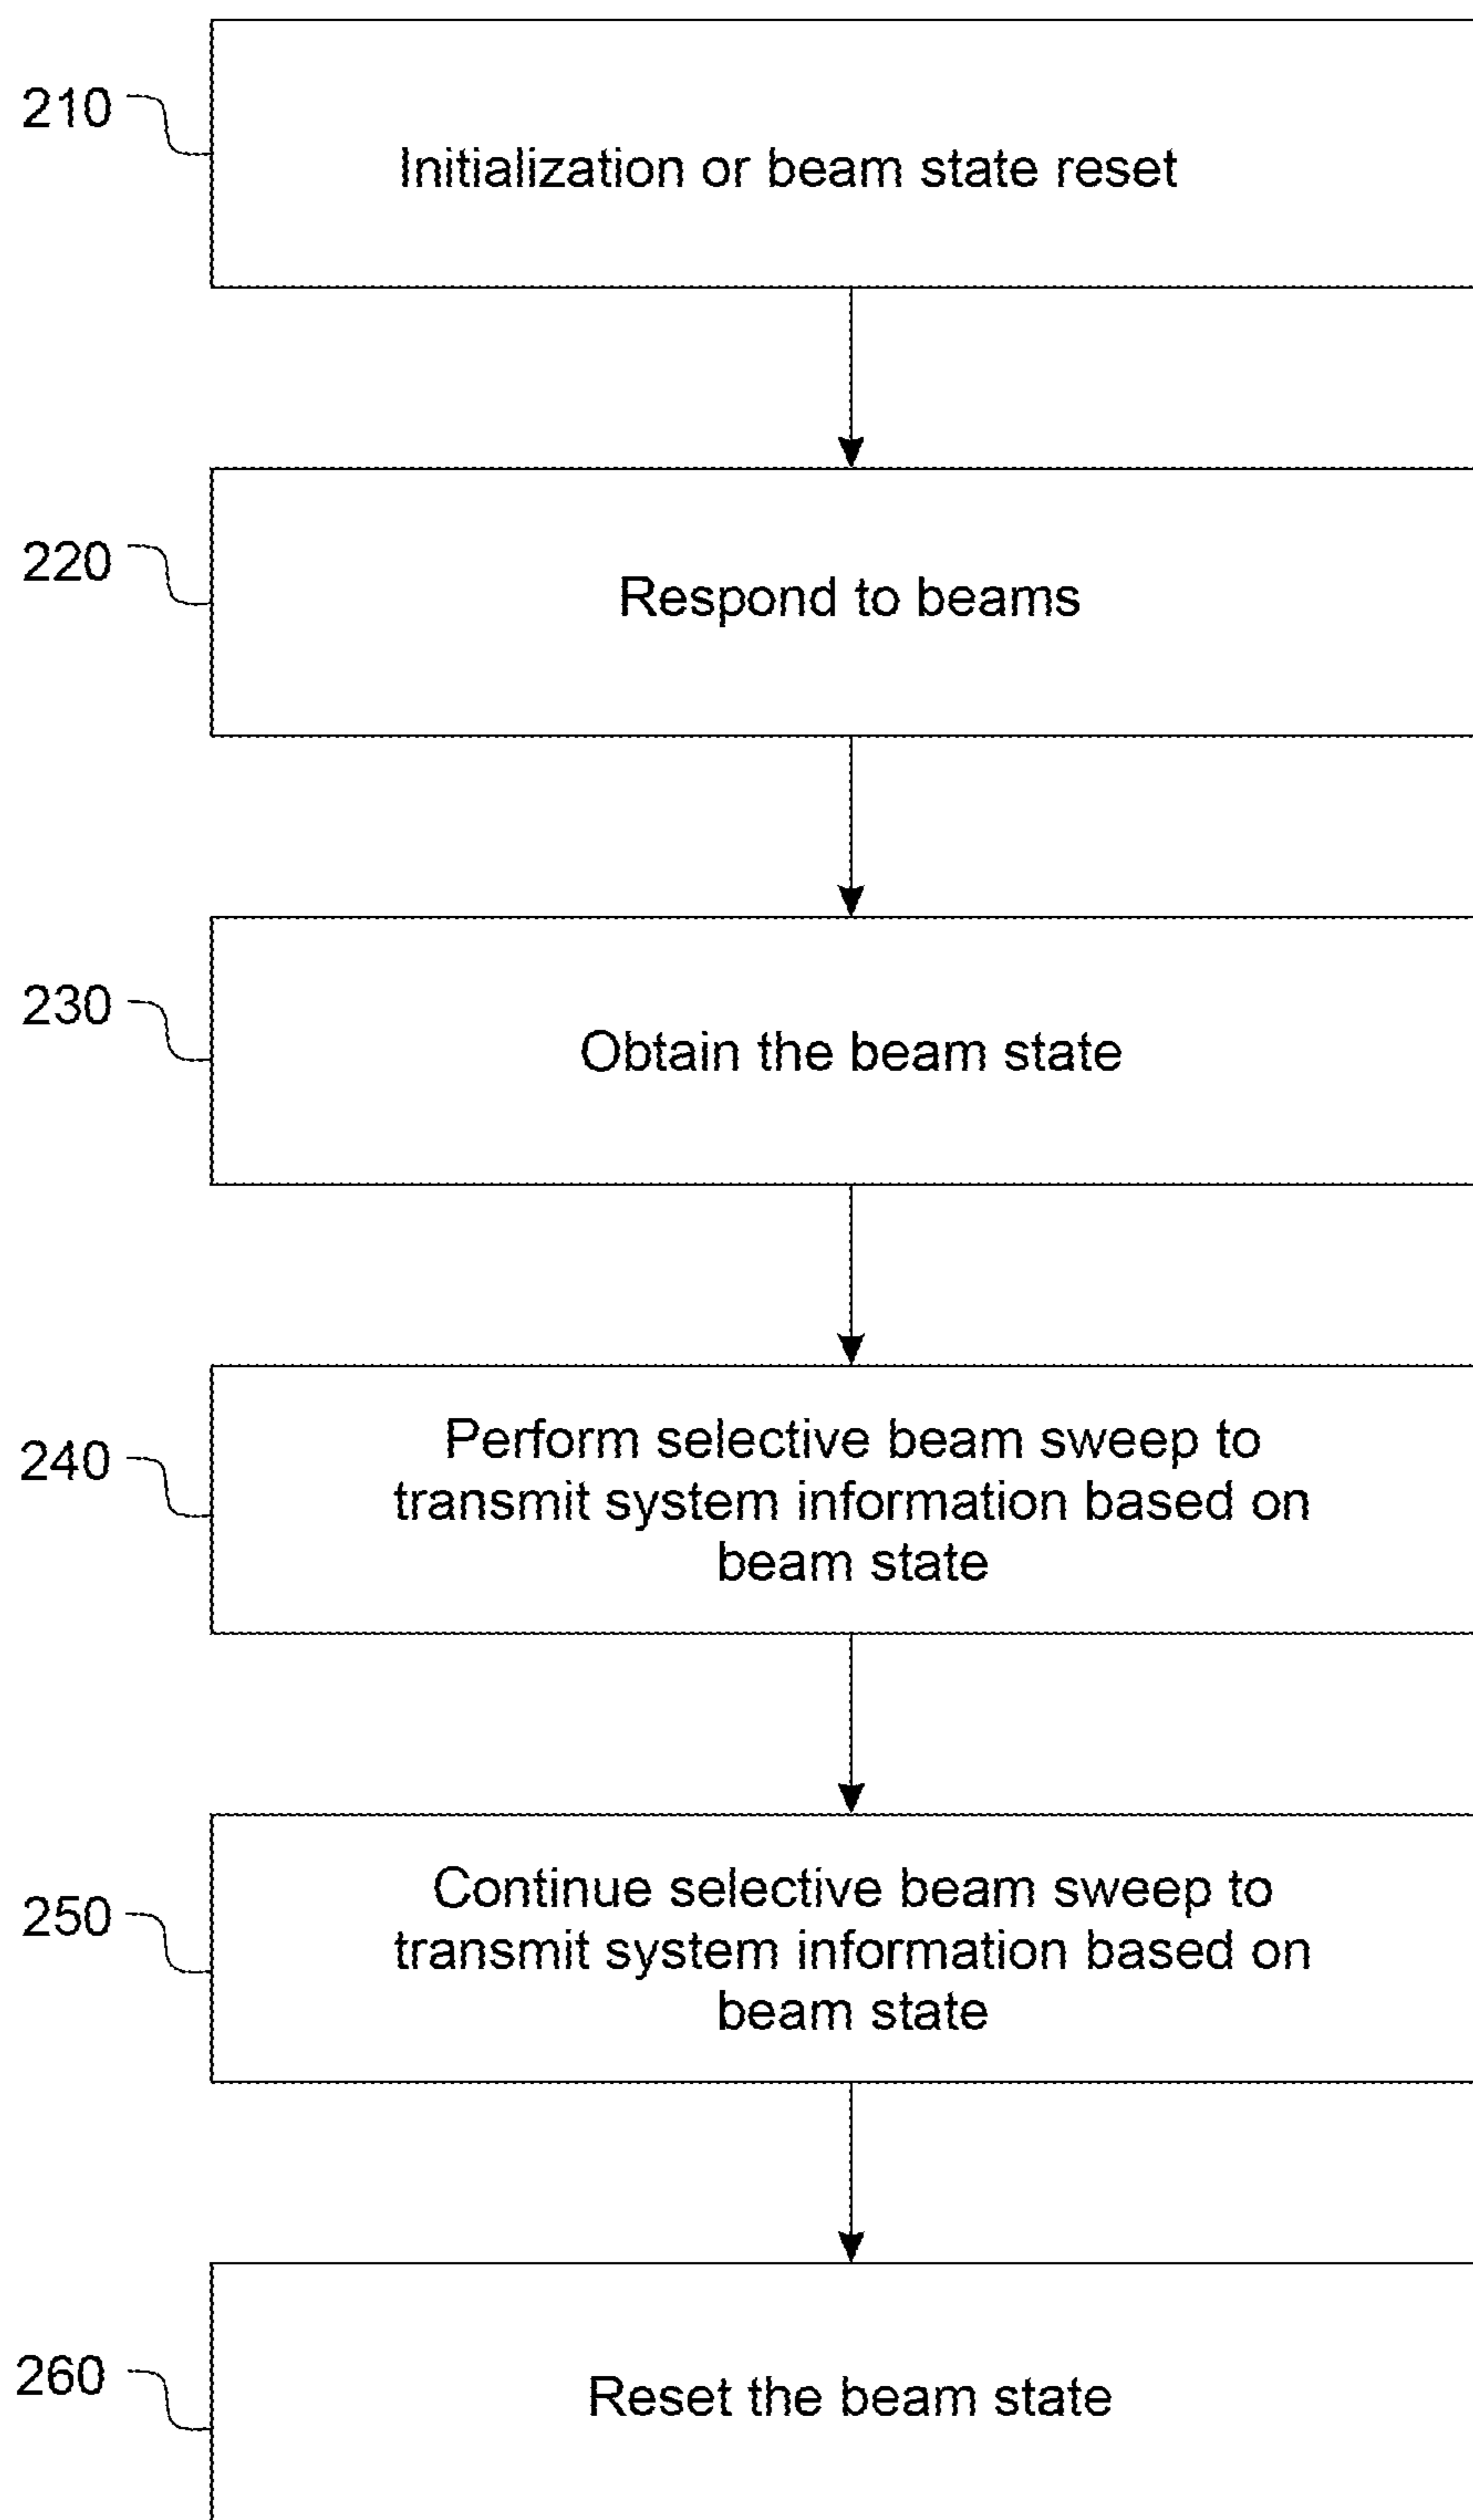 210
Initialization or beam state reset
220
Respond to beams
230
Obtain the beam state
240
Perform selective beam sweep to
transmit system information based on
beam state
250
Continue selective beam sweep to
transmit system information based on
beam state
260
Reset the beam state